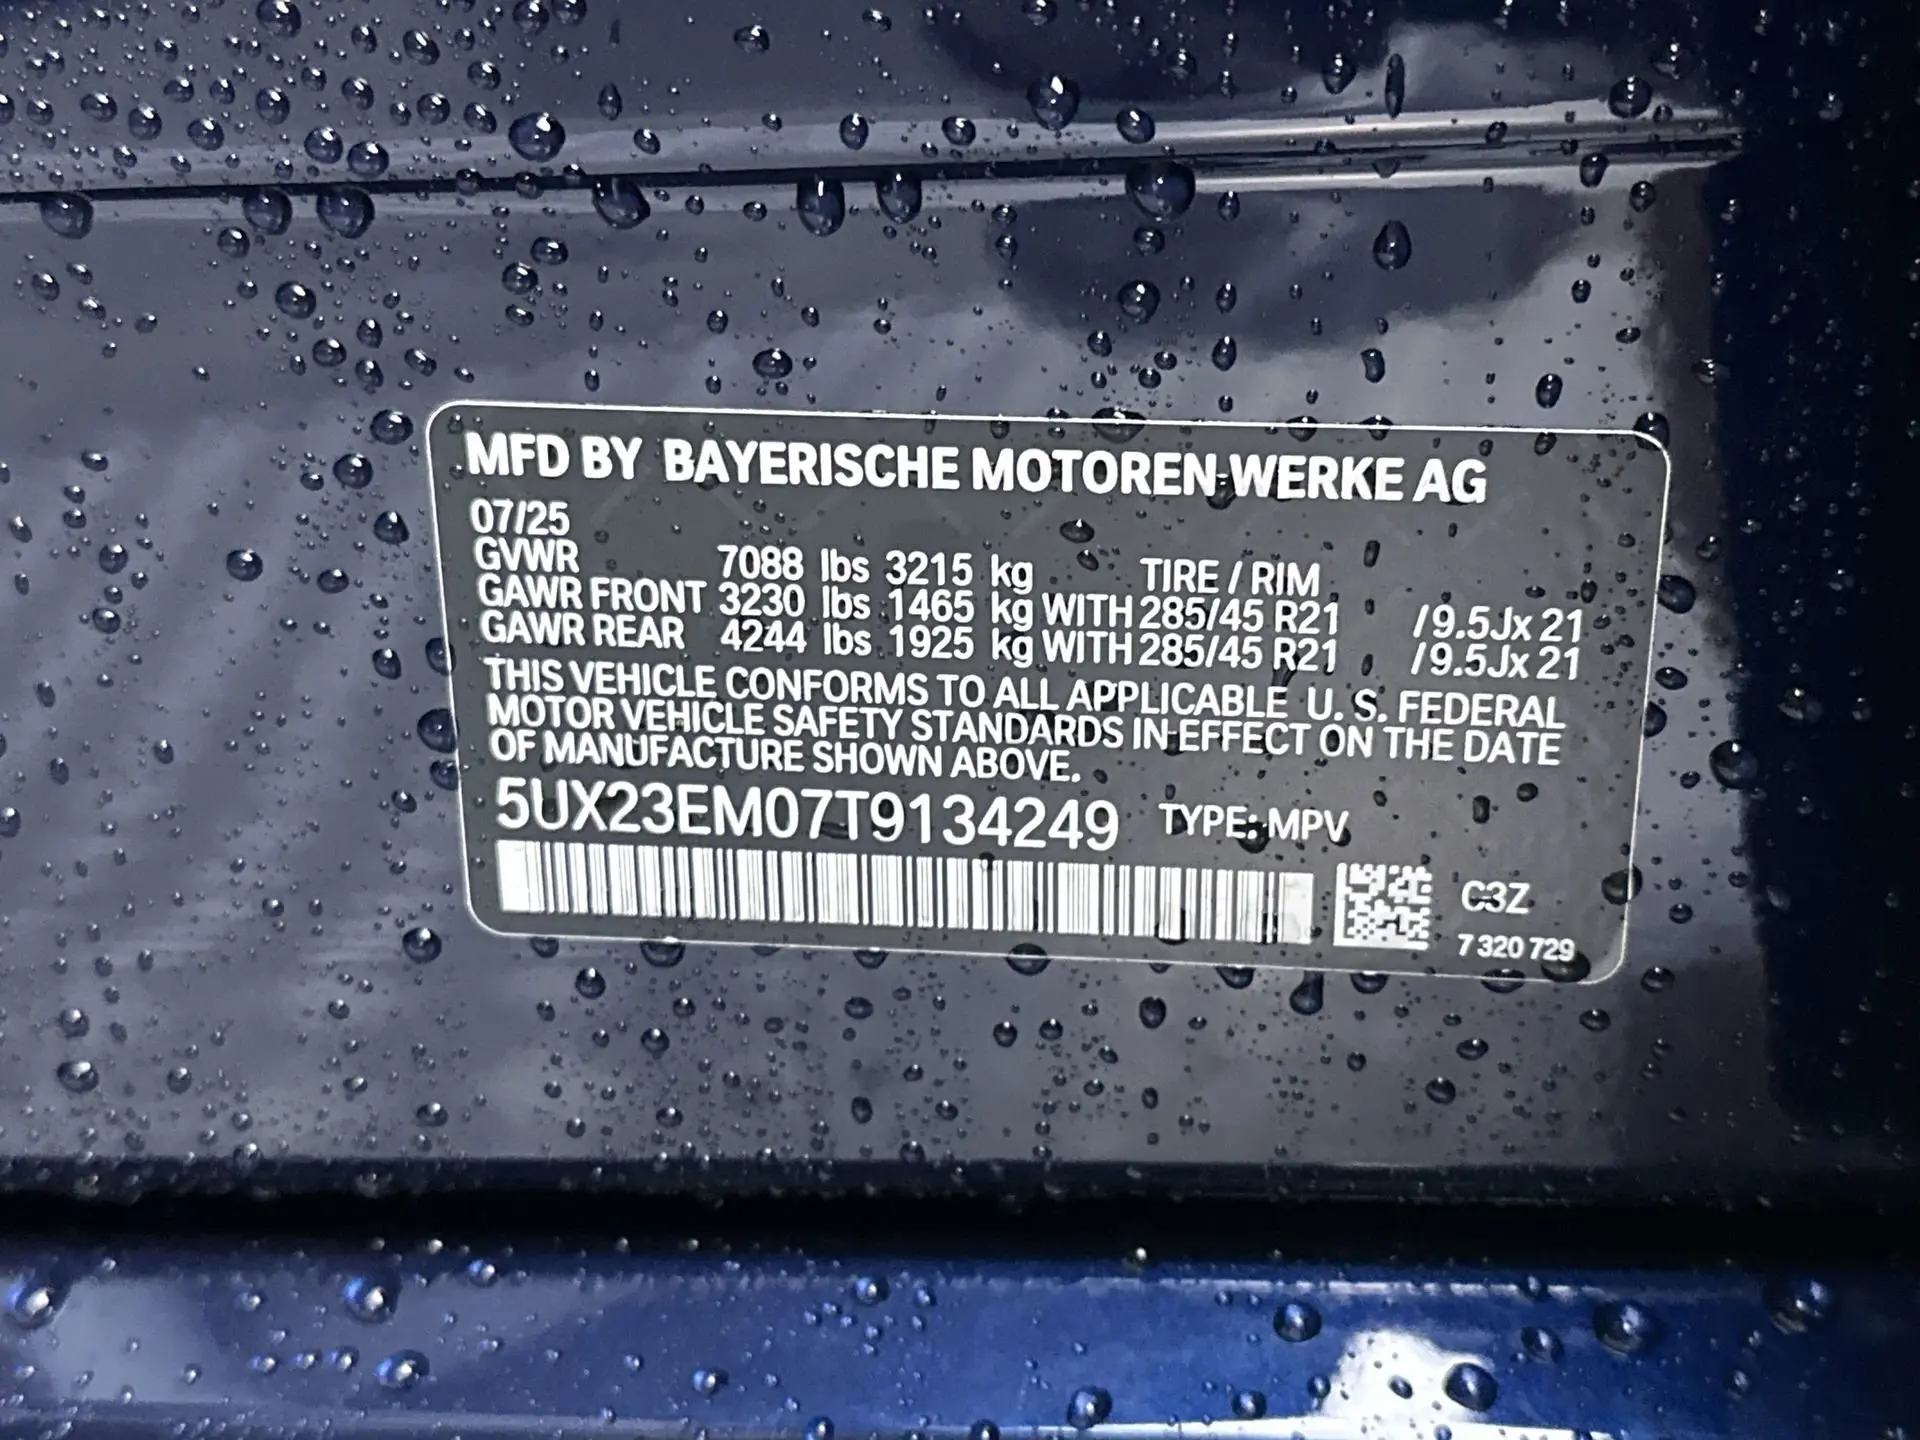 MFD BY BAYERISCHE MOTOREN WERKE AG
07/25
GVWR 7088 lbs 3215 kg TIRE / RIM
GAWR FRONT 3230 lbs 1465 kg WITH 285/45 R21 /9.5Jx 21
GAWR REAR 4244 lbs 1925 kg WITH 285/45 R21 /9.5Jx 21
THIS VEHICLE CONFORMS TO ALL APPLICABLE U. S. FEDERAL
MOTOR VEHICLE SAFETY STANDARDS IN EFFECT ON THE DATE
OF MANUFACTURE SHOWN ABOVE.
5UX23EM07T9134249 TYPE: MPV
C3Z
7 320 729